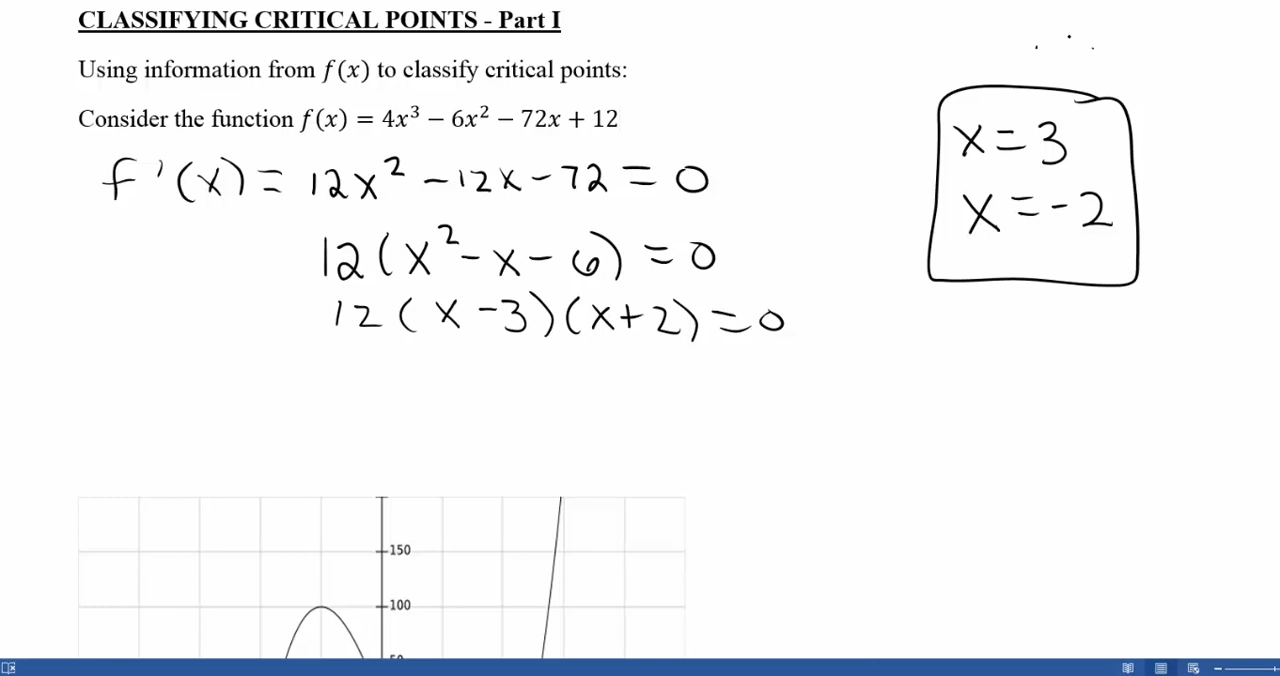 CLASSIFYING CRITICAL POINTS - Part I
Using information from f(x) to classify critical points:
Consider the function f(x) = 4x³ − 6x² − 72x + 12
f'(x) = 12x² - 12x - 72 = 0
12(x² - x - 6) = 0
12(x - 3)(x + 2) = 0
x = 3
x = -2
150
100
50